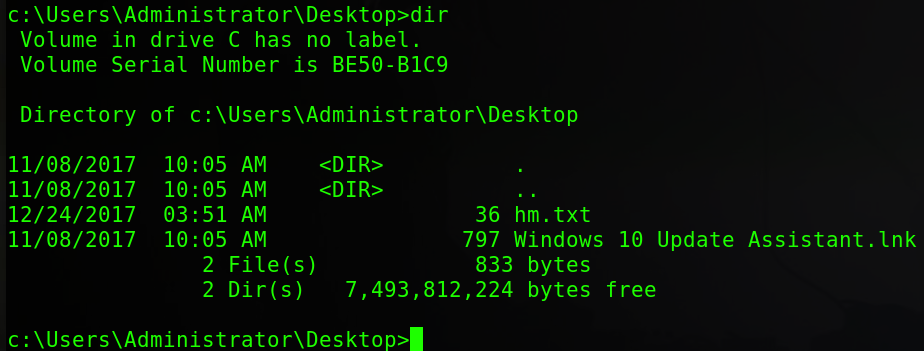 c:\Users\Administrator\Desktop>dir
 Volume in drive C has no label.
 Volume Serial Number is BE50-B1C9

 Directory of c:\Users\Administrator\Desktop

11/08/2017  10:05 AM    <DIR>          .
11/08/2017  10:05 AM    <DIR>          ..
12/24/2017  03:51 AM                36 hm.txt
11/08/2017  10:05 AM               797 Windows 10 Update Assistant.lnk
               2 File(s)            833 bytes
               2 Dir(s)   7,493,812,224 bytes free

c:\Users\Administrator\Desktop>